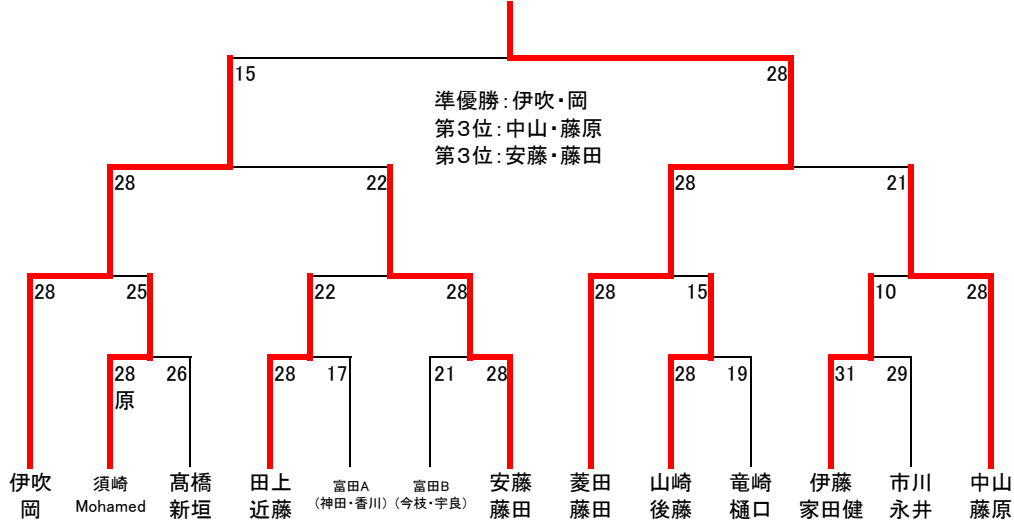 15 28
準優勝：伊吹・岡
第３位：中山・藤原
第３位：安藤・藤田
28 22 28 21
28 25 22 28 28 15 10 28
28 26 28 17 21 28 28 19 31 29
原
伊吹 須崎 髙橋 田上 富田A 富田B 安藤 菱田 山崎 竜崎 伊藤 市川 中山
岡 Mohamed 新垣 近藤 （神田・香川） （今枝・宇良） 藤田 藤田 後藤 樋口 家田健 永井 藤原